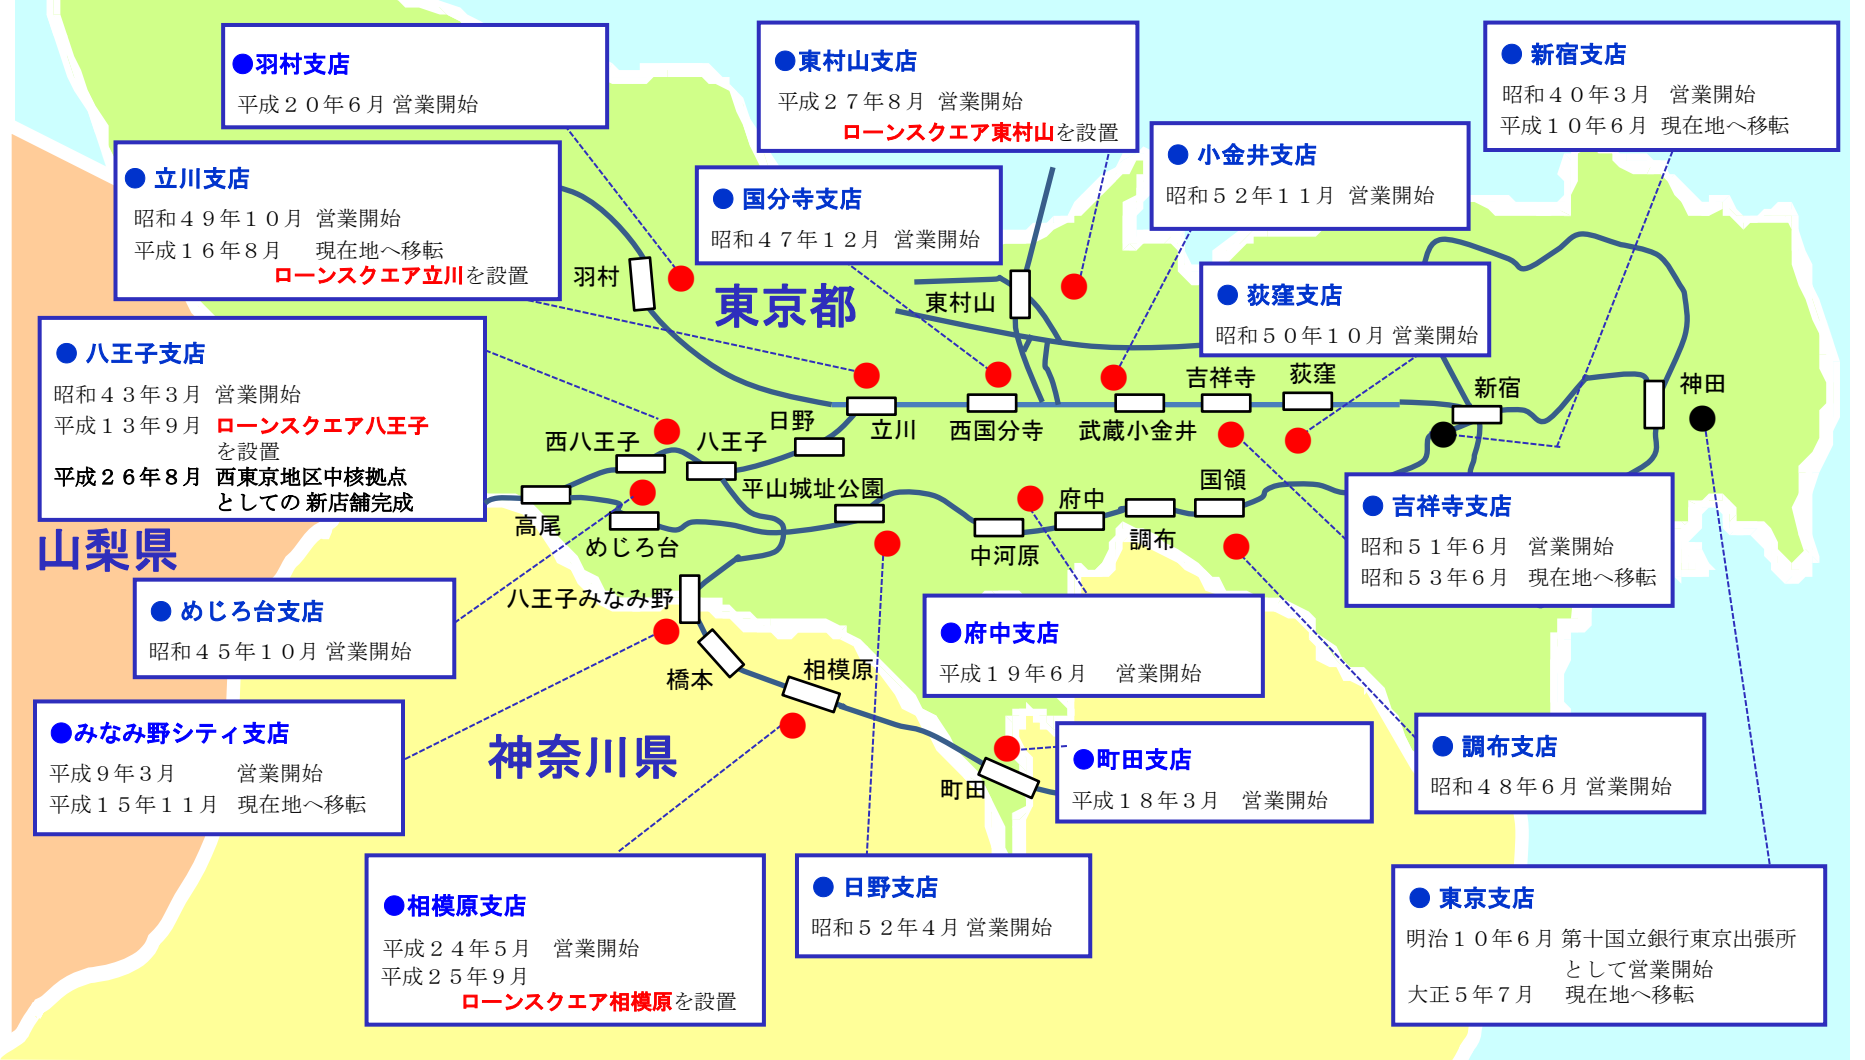 ●羽村支店
平成２０年６月 営業開始
●東村山支店
平成２７年８月 営業開始
ローンスクエア東村山を設置
● 新宿支店
昭和４０年３月 営業開始
平成１０年６月 現在地へ移転
● 立川支店
昭和４９年１０月 営業開始
平成１６年８月 現在地へ移転
ローンスクエア立川を設置
● 国分寺支店
昭和４７年１２月 営業開始
● 小金井支店
昭和５２年１１月 営業開始
● 荻窪支店
昭和５０年１０月 営業開始
● 八王子支店
昭和４３年３月 営業開始
平成１３年９月 ローンスクエア八王子
を設置
平成２６年８月 西東京地区中核拠点
としての 新店舗完成
羽村
東京都
東村山
吉祥寺
荻窪
新宿
神田
日野
立川
西国分寺
武蔵小金井
西八王子
八王子
平山城址公園
府中
国領
高尾
めじろ台
中河原
調布
山梨県
● 吉祥寺支店
昭和５１年６月 営業開始
昭和５３年６月 現在地へ移転
● めじろ台支店
昭和４５年１０月 営業開始
八王子みなみ野
●府中支店
平成１９年６月 営業開始
橋本
相模原
●みなみ野シティ支店
平成９年３月 営業開始
平成１５年１１月 現在地へ移転
神奈川県
町田
●町田支店
平成１８年３月 営業開始
● 調布支店
昭和４８年６月 営業開始
●相模原支店
平成２４年５月 営業開始
平成２５年９月
ローンスクエア相模原を設置
● 日野支店
昭和５２年４月 営業開始
● 東京支店
明治１０年６月 第十国立銀行東京出張所
として営業開始
大正５年７月 現在地へ移転